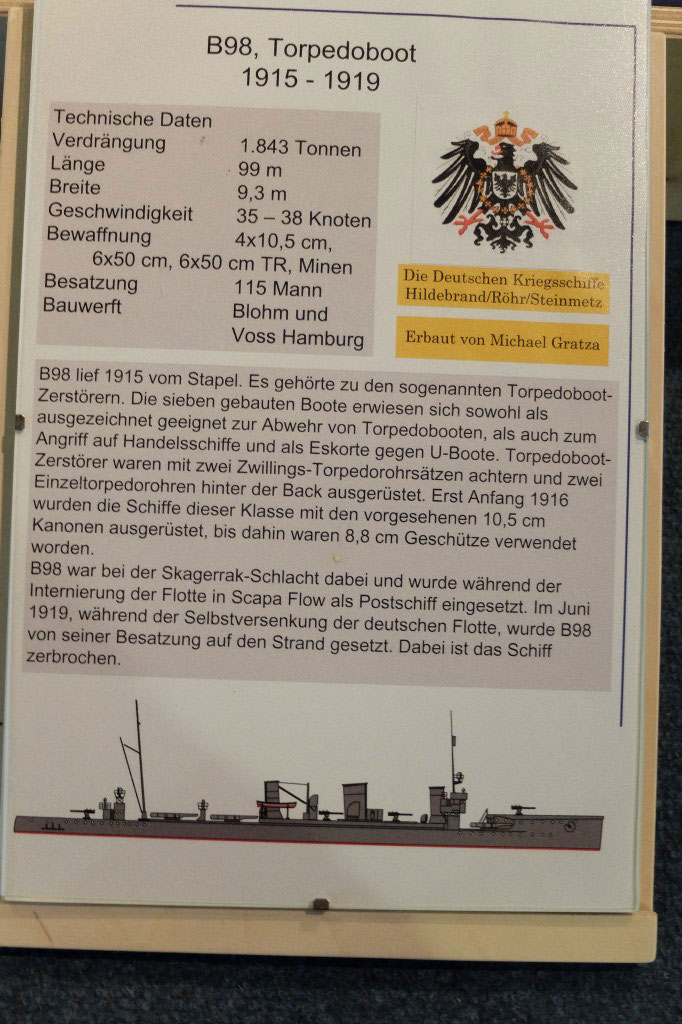 B98, Torpedoboot
1915 - 1919
Technische Daten
Verdrängung 1.843 Tonnen
Länge 99 m
Breite 9,3 m
Geschwindigkeit 35 – 38 Knoten
Bewaffnung 4x10,5 cm,
6x50 cm, 6x50 cm TR, Minen
Besatzung 115 Mann
Bauwerft Blohm und
Voss Hamburg
Die Deutschen Kriegsschiffe
Hildebrand/Röhr/Steinmetz
Erbaut von Michael Gratza
B98 lief 1915 vom Stapel. Es gehörte zu den sogenannten Torpedoboot-
Zerstörern. Die sieben gebauten Boote erwiesen sich sowohl als
ausgezeichnet geeignet zur Abwehr von Torpedobooten, als auch zum
Angriff auf Handelsschiffe und als Eskorte gegen U-Boote. Torpedoboot-
Zerstörer waren mit zwei Zwillings-Torpedorohrsätzen achtern und zwei
Einzeltorpedorohren hinter der Back ausgerüstet. Erst Anfang 1916
wurden die Schiffe dieser Klasse mit den vorgesehenen 10,5 cm
Kanonen ausgerüstet, bis dahin waren 8,8 cm Geschütze verwendet
worden.
B98 war bei der Skagerrak-Schlacht dabei und wurde während der
Internierung der Flotte in Scapa Flow als Postschiff eingesetzt. Im Juni
1919, während der Selbstversenkung der deutschen Flotte, wurde B98
von seiner Besatzung auf den Strand gesetzt. Dabei ist das Schiff
zerbrochen.